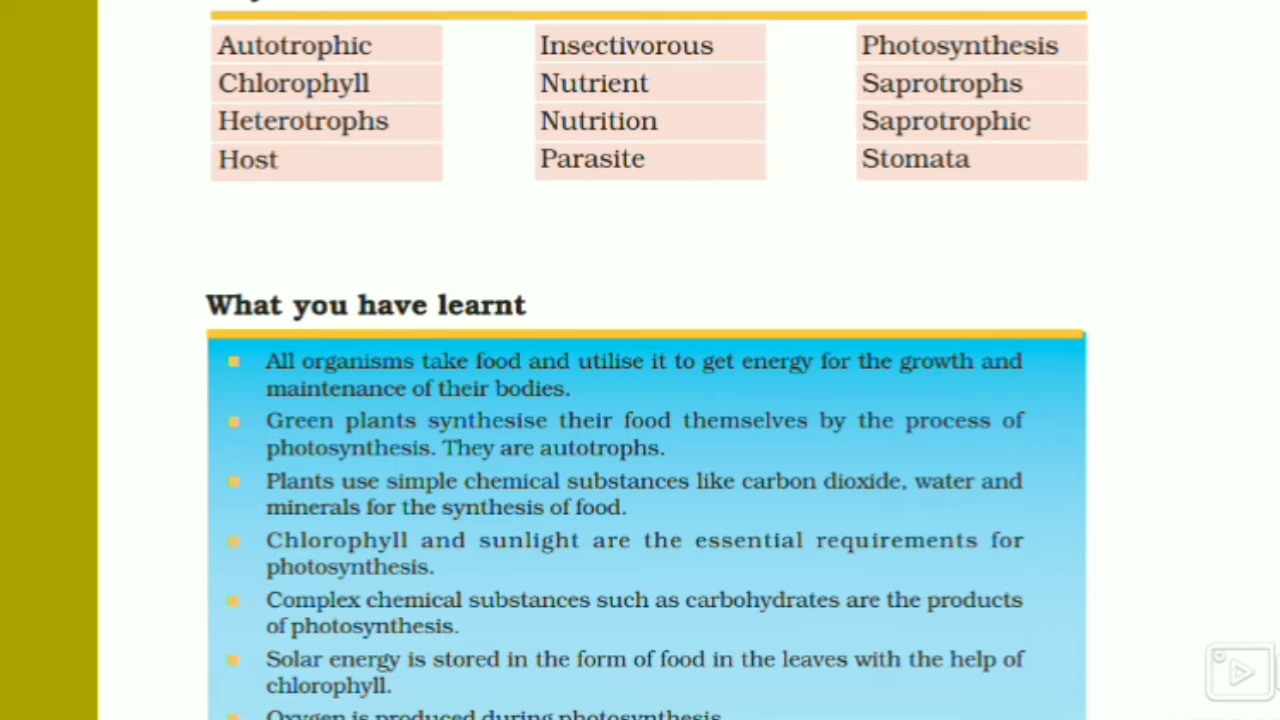 Autotrophic Insectivorous Photosynthesis
Chlorophyll Nutrient Saprotrophs
Heterotrophs Nutrition Saprotrophic
Host Parasite Stomata
What you have learnt
All organisms take food and utilise it to get energy for the growth and
maintenance of their bodies.
Green plants synthesise their food themselves by the process of
photosynthesis. They are autotrophs.
Plants use simple chemical substances like carbon dioxide, water and
minerals for the synthesis of food.
Chlorophyll and sunlight are the essential requirements for
photosynthesis.
Complex chemical substances such as carbohydrates are the products
of photosynthesis.
Solar energy is stored in the form of food in the leaves with the help of
chlorophyll.
Oxygen is produced during photosynthesis.